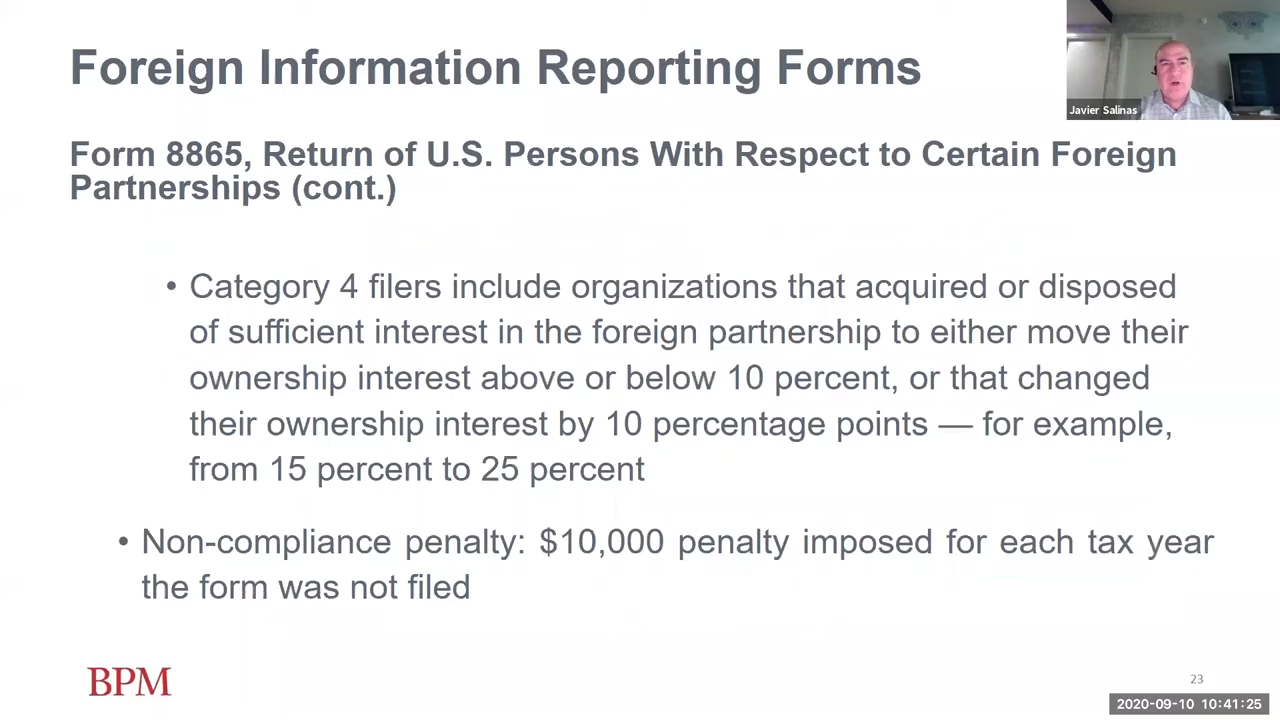 Foreign Information Reporting Forms
Javier Salinas
Form 8865, Return of U.S. Persons With Respect to Certain Foreign
Partnerships (cont.)
• Category 4 filers include organizations that acquired or disposed
of sufficient interest in the foreign partnership to either move their
ownership interest above or below 10 percent, or that changed
their ownership interest by 10 percentage points — for example,
from 15 percent to 25 percent
• Non-compliance penalty: $10,000 penalty imposed for each tax year
the form was not filed
BPM
23
2020-09-10 10:41:25